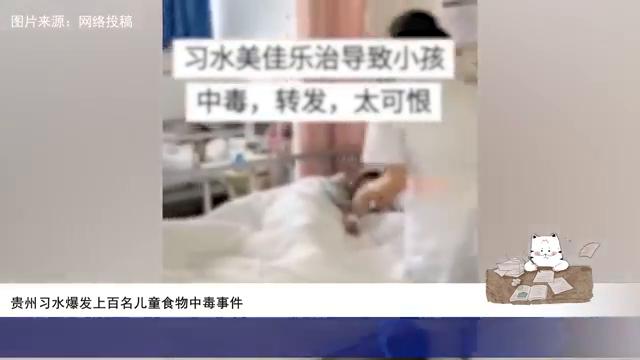 图片来源：网络投稿
习水美佳乐治导致小孩
中毒，转发，太可恨
贵州习水爆发上百名儿童食物中毒事件